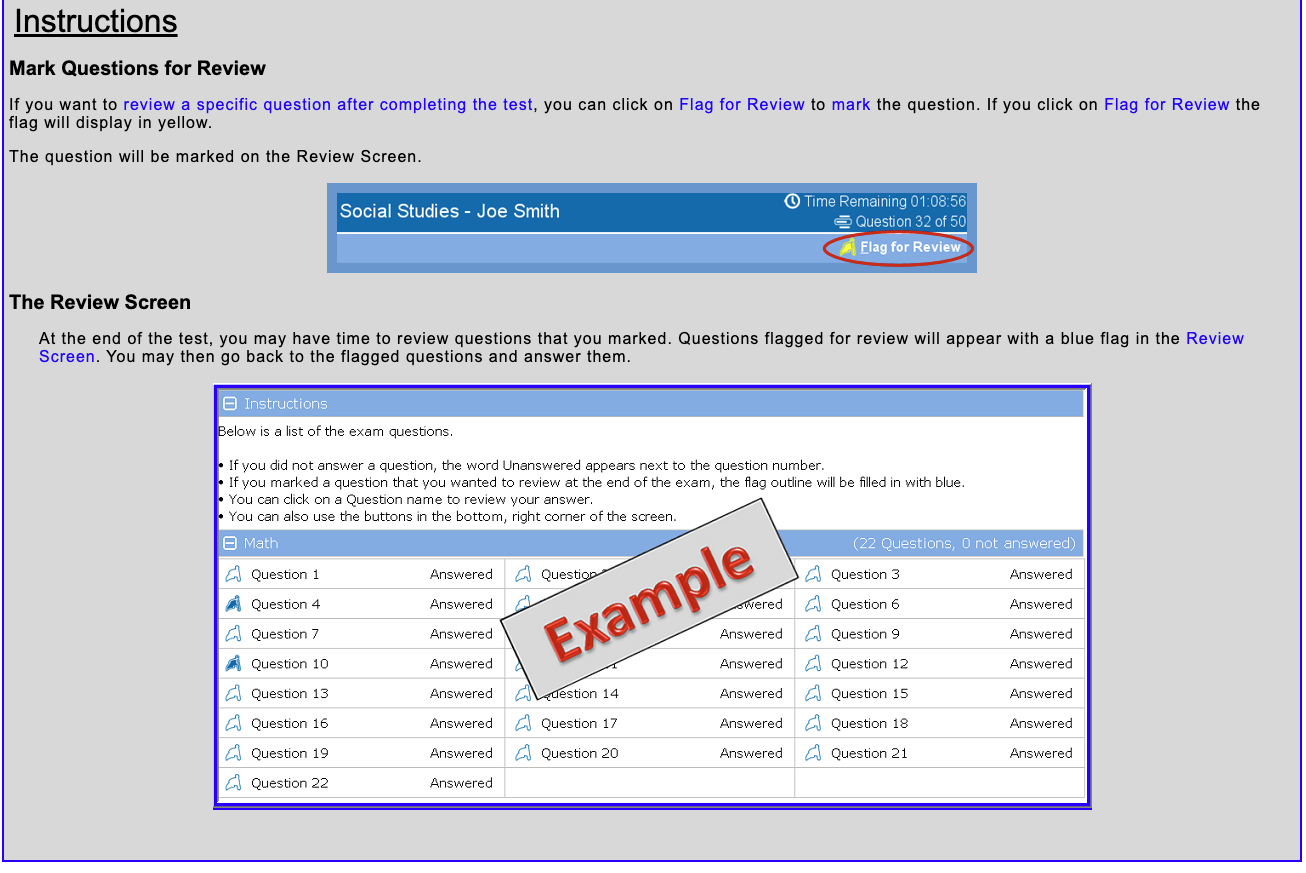 Instructions
Mark Questions for Review
If you want to review a specific question after completing the test, you can click on Flag for Review to mark the question. If you click on Flag for Review the
flag will display in yellow.
The question will be marked on the Review Screen.
Social Studies - Joe Smith
Time Remaining 01:08:56
Question 32 of 50
Flag for Review
The Review Screen
At the end of the test, you may have time to review questions that you marked. Questions flagged for review will appear with a blue flag in the Review
Screen. You may then go back to the flagged questions and answer them.
Instructions
Below is a list of the exam questions.
• If you did not answer a question, the word Unanswered appears next to the question number.
• If you marked a question that you wanted to review at the end of the exam, the flag outline will be filled in with blue.
• You can click on a Question name to review your answer.
• You can also use the buttons in the bottom, right corner of the screen.
Math (22 Questions, 0 not answered)
Question 1 Answered Question Question 3 Answered
Question 4 Answered Question 6 Answered
Question 7 Answered Answered Question 9 Answered
Question 10 Answered Answered Question 12 Answered
Question 13 Answered Question 14 Answered Question 15 Answered
Question 16 Answered Question 17 Answered Question 18 Answered
Question 19 Answered Question 20 Answered Question 21 Answered
Question 22 Answered
Example